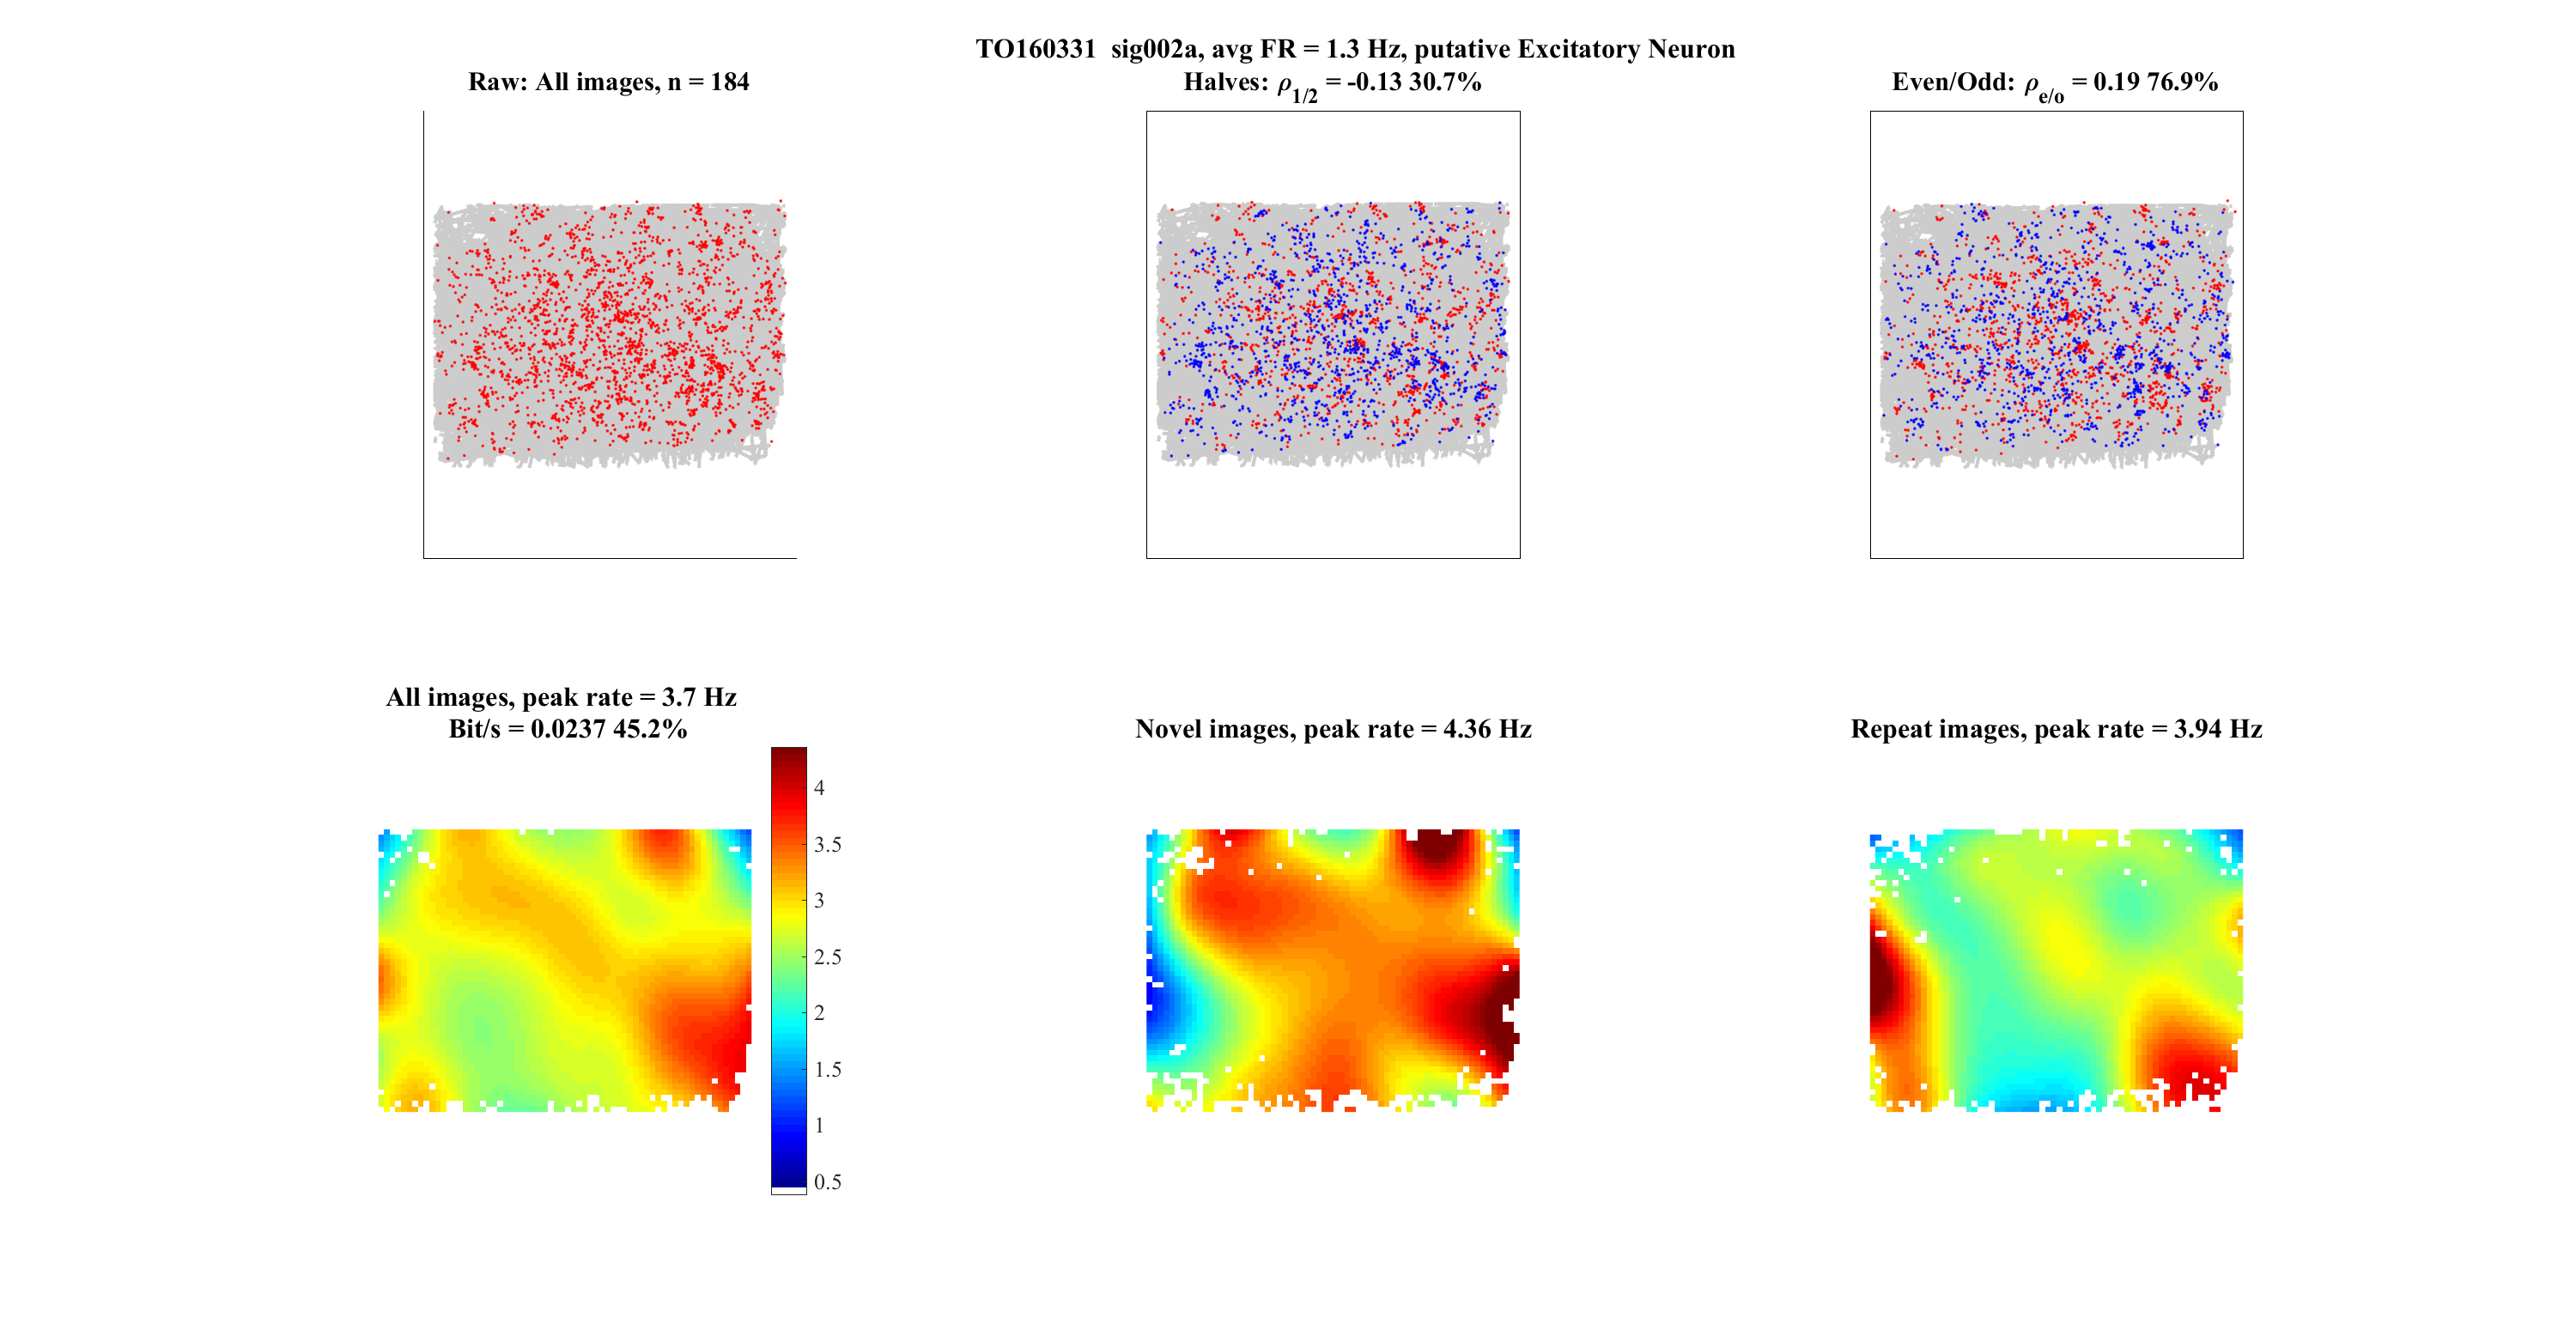 TO160331  sig002a, avg FR = 1.3 Hz, putative Excitatory Neuron
Raw: All images, n = 184
Halves: ρ1/2 = -0.13 30.7%
Even/Odd: ρe/o = 0.19 76.9%
All images, peak rate = 3.7 Hz
Bit/s = 0.0237 45.2%
Novel images, peak rate = 4.36 Hz
Repeat images, peak rate = 3.94 Hz
4
3.5
3
2.5
2
1.5
1
0.5